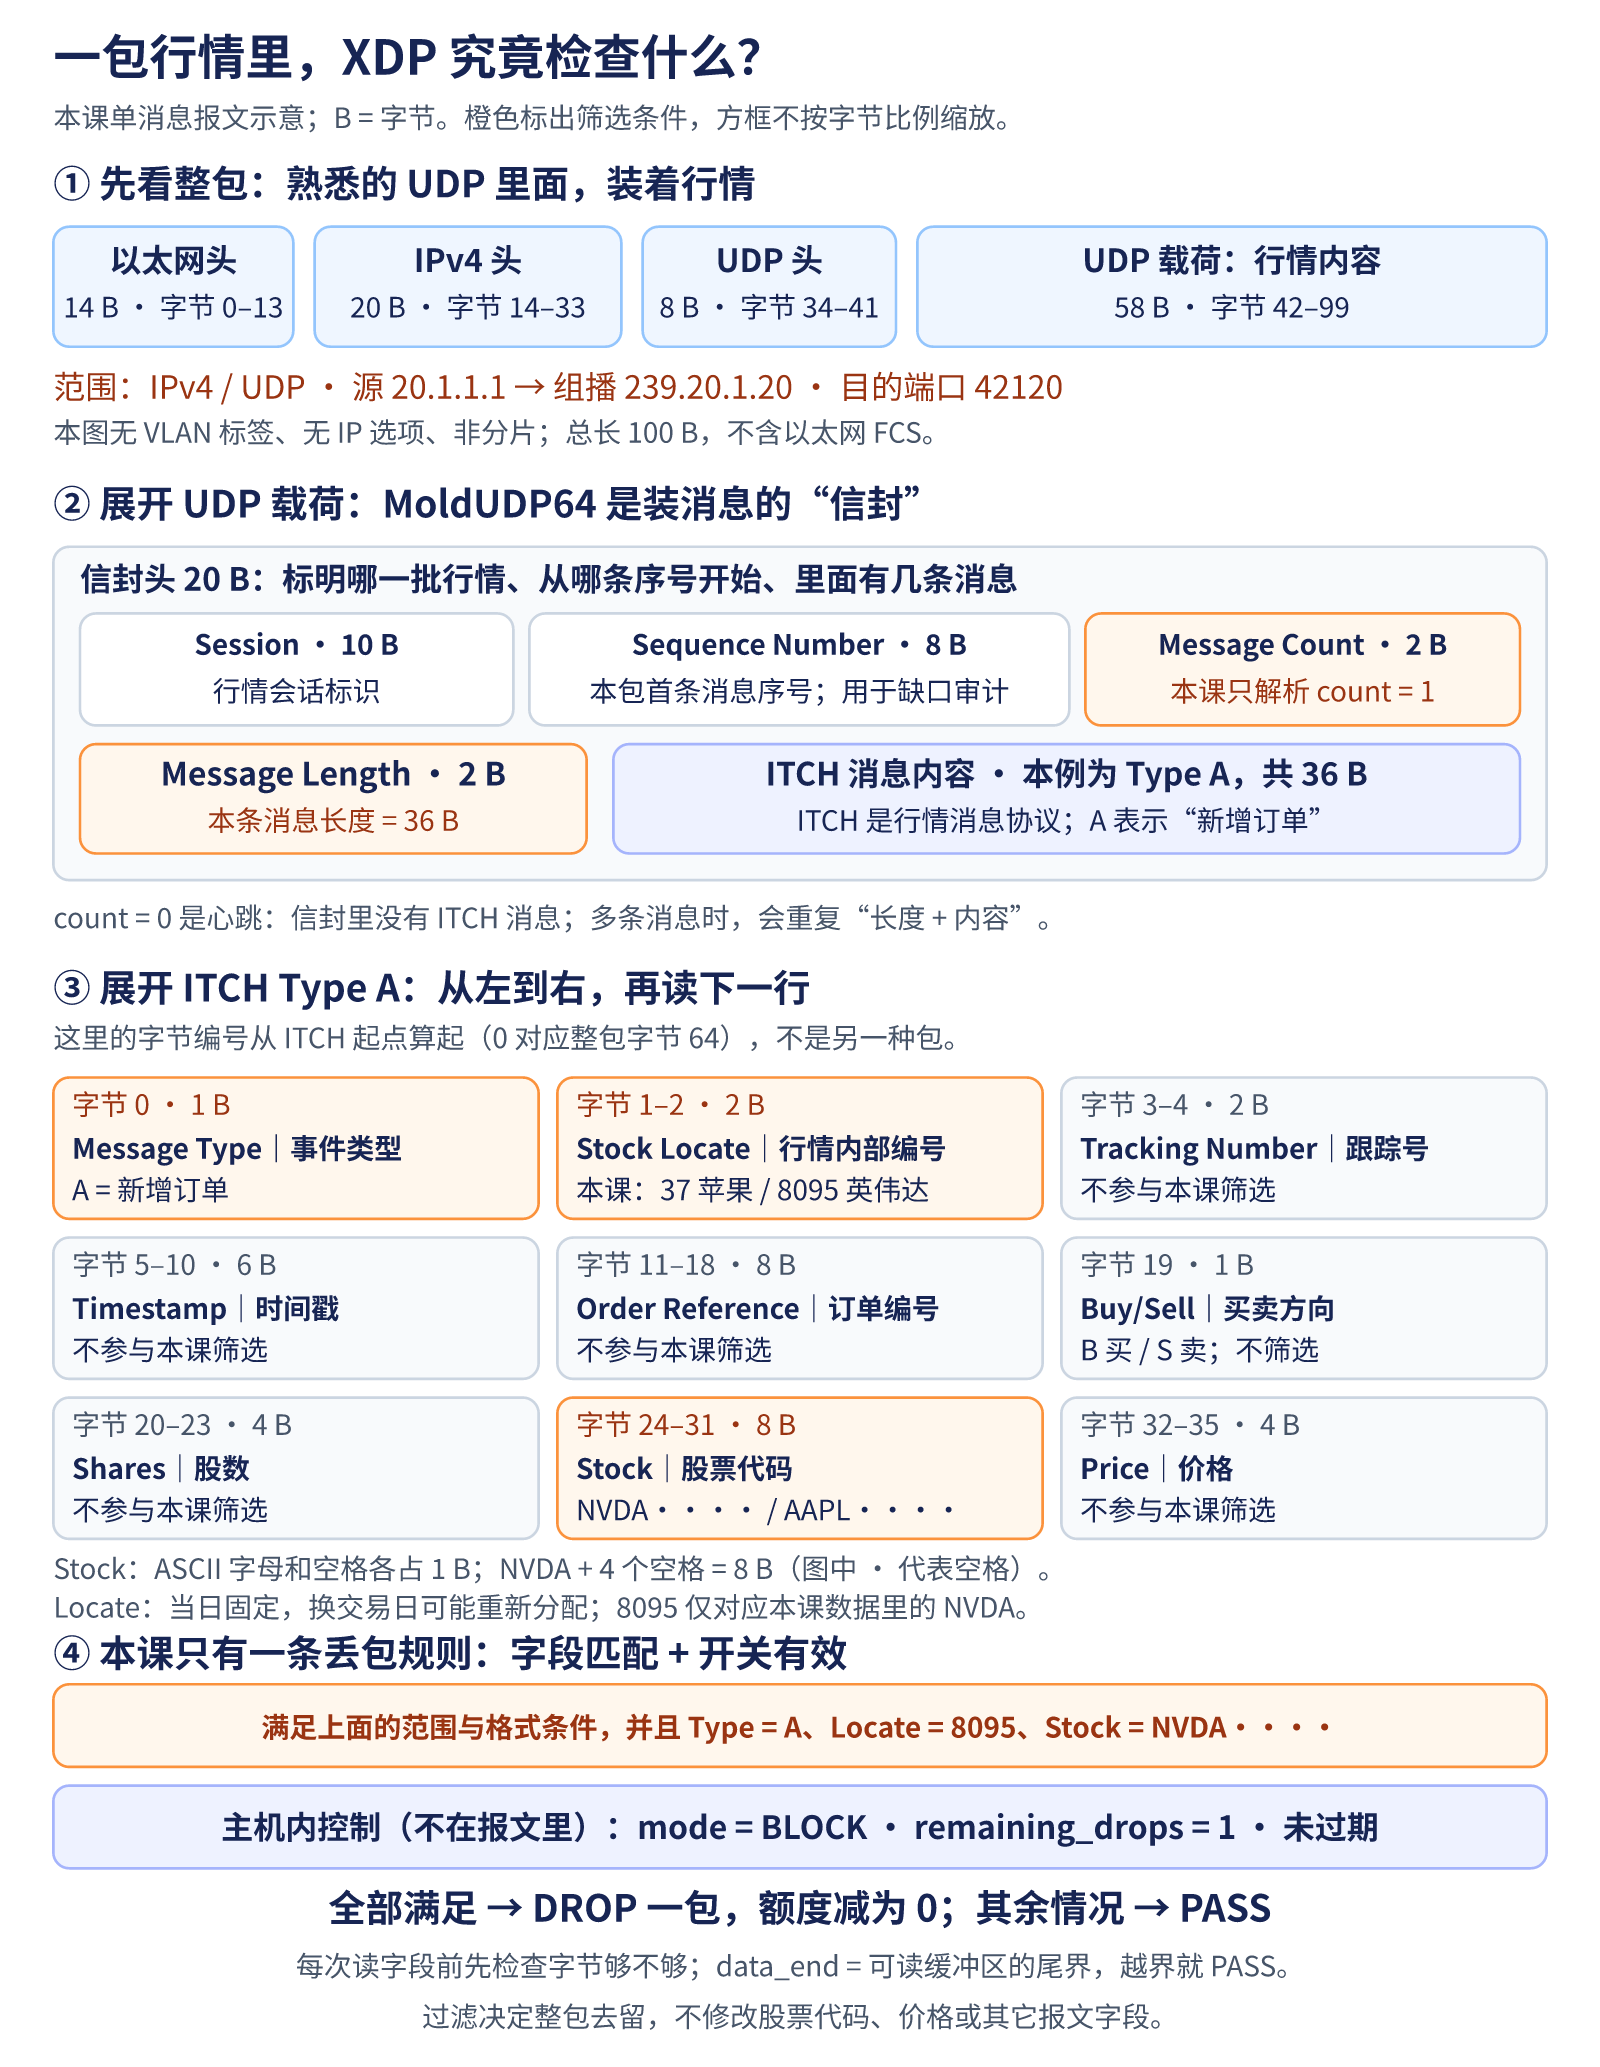 一包行情里，XDP 究竟检查什么？
本课单消息报文示意；B = 字节。橙色标出筛选条件，方框不按字节比例缩放。
① 先看整包：熟悉的 UDP 里面，装着行情
以太网头
14 B · 字节 0–13
IPv4 头
20 B · 字节 14–33
UDP 头
8 B · 字节 34–41
UDP 载荷：行情内容
58 B · 字节 42–99
范围：IPv4 / UDP · 源 20.1.1.1 → 组播 239.20.1.20 · 目的端口 42120
本图无 VLAN 标签、无 IP 选项、非分片；总长 100 B，不含以太网 FCS。
② 展开 UDP 载荷：MoldUDP64 是装消息的“信封”
信封头 20 B：标明哪一批行情、从哪条序号开始、里面有几条消息
Session · 10 B
行情会话标识
Sequence Number · 8 B
本包首条消息序号；用于缺口审计
Message Count · 2 B
本课只解析 count = 1
Message Length · 2 B
本条消息长度 = 36 B
ITCH 消息内容 · 本例为 Type A，共 36 B
ITCH 是行情消息协议；A 表示“新增订单”
count = 0 是心跳：信封里没有 ITCH 消息；多条消息时，会重复“长度 + 内容”。
③ 展开 ITCH Type A：从左到右，再读下一行
这里的字节编号从 ITCH 起点算起（0 对应整包字节 64），不是另一种包。
字节 0 · 1 B
Message Type｜事件类型
A = 新增订单
字节 1–2 · 2 B
Stock Locate｜行情内部编号
本课：37 苹果 / 8095 英伟达
字节 3–4 · 2 B
Tracking Number｜跟踪号
不参与本课筛选
字节 5–10 · 6 B
Timestamp｜时间戳
不参与本课筛选
字节 11–18 · 8 B
Order Reference｜订单编号
不参与本课筛选
字节 19 · 1 B
Buy/Sell｜买卖方向
B 买 / S 卖；不筛选
字节 20–23 · 4 B
Shares｜股数
不参与本课筛选
字节 24–31 · 8 B
Stock｜股票代码
NVDA···· / AAPL····
字节 32–35 · 4 B
Price｜价格
不参与本课筛选
Stock：ASCII 字母和空格各占 1 B；NVDA + 4 个空格 = 8 B（图中 · 代表空格）。
Locate：当日固定，换交易日可能重新分配；8095 仅对应本课数据里的 NVDA。
④ 本课只有一条丢包规则：字段匹配 + 开关有效
满足上面的范围与格式条件，并且 Type = A、Locate = 8095、Stock = NVDA····
主机内控制（不在报文里）：mode = BLOCK · remaining_drops = 1 · 未过期
全部满足 → DROP 一包，额度减为 0；其余情况 → PASS
每次读字段前先检查字节够不够；data_end = 可读缓冲区的尾界，越界就 PASS。
过滤决定整包去留，不修改股票代码、价格或其它报文字段。